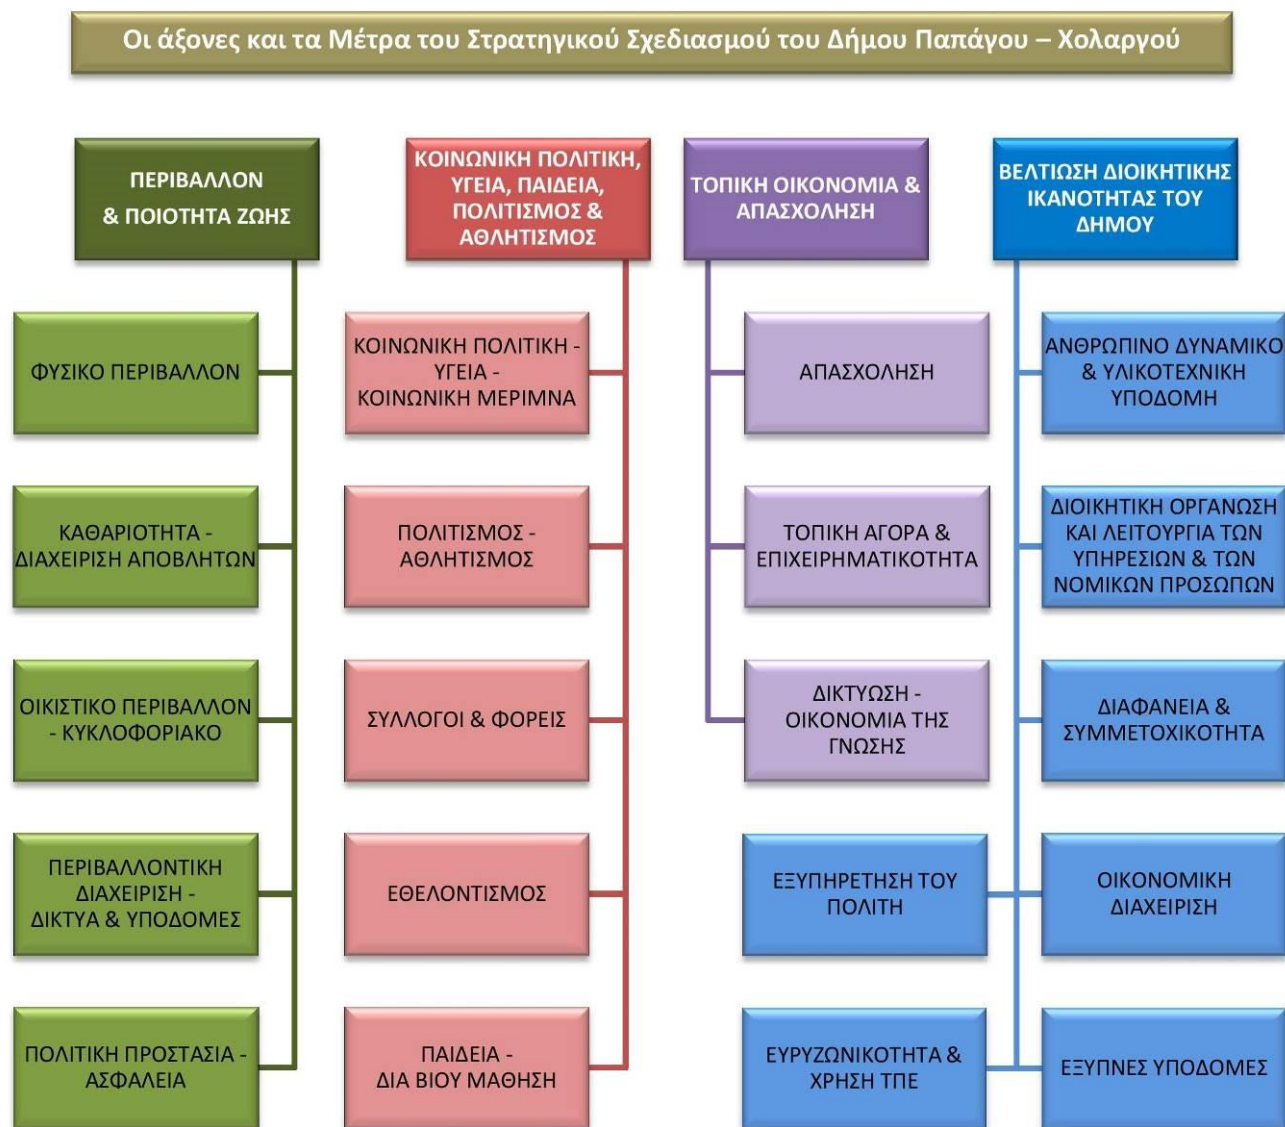 Οι άξονες και τα Μέτρα του Στρατηγικού Σχεδιασμού του Δήμου Παπάγου – Χολαργού
ΠΕΡΙΒΑΛΛΟΝ
& ΠΟΙΟΤΗΤΑ ΖΩΗΣ
ΦΥΣΙΚΟ ΠΕΡΙΒΑΛΛΟΝ
ΚΑΘΑΡΙΟΤΗΤΑ -
ΔΙΑΧΕΙΡΙΣΗ ΑΠΟΒΛΗΤΩΝ
ΟΙΚΙΣΤΙΚΟ ΠΕΡΙΒΑΛΛΟΝ
- ΚΥΚΛΟΦΟΡΙΑΚΟ
ΠΕΡΙΒΑΛΛΟΝΤΙΚΗ
ΔΙΑΧΕΙΡΙΣΗ -
ΔΙΚΤΥΑ & ΥΠΟΔΟΜΕΣ
ΠΟΛΙΤΙΚΗ ΠΡΟΣΤΑΣΙΑ -
ΑΣΦΑΛΕΙΑ
ΚΟΙΝΩΝΙΚΗ ΠΟΛΙΤΙΚΗ,
ΥΓΕΙΑ, ΠΑΙΔΕΙΑ,
ΠΟΛΙΤΙΣΜΟΣ &
ΑΘΛΗΤΙΣΜΟΣ
ΚΟΙΝΩΝΙΚΗ ΠΟΛΙΤΙΚΗ -
ΥΓΕΙΑ -
ΚΟΙΝΩΝΙΚΗ ΜΕΡΙΜΝΑ
ΠΟΛΙΤΙΣΜΟΣ -
ΑΘΛΗΤΙΣΜΟΣ
ΣΥΛΛΟΓΟΙ & ΦΟΡΕΙΣ
ΕΘΕΛΟΝΤΙΣΜΟΣ
ΠΑΙΔΕΙΑ -
ΔΙΑ ΒΙΟΥ ΜΑΘΗΣΗ
ΤΟΠΙΚΗ ΟΙΚΟΝΟΜΙΑ &
ΑΠΑΣΧΟΛΗΣΗ
ΑΠΑΣΧΟΛΗΣΗ
ΤΟΠΙΚΗ ΑΓΟΡΑ &
ΕΠΙΧΕΙΡΗΜΑΤΙΚΟΤΗΤΑ
ΔΙΚΤΥΩΣΗ -
ΟΙΚΟΝΟΜΙΑ ΤΗΣ
ΓΝΩΣΗΣ
ΒΕΛΤΙΩΣΗ ΔΙΟΙΚΗΤΙΚΗΣ
ΙΚΑΝΟΤΗΤΑΣ ΤΟΥ
ΔΗΜΟΥ
ΑΝΘΡΩΠΙΝΟ ΔΥΝΑΜΙΚΟ
& ΥΛΙΚΟΤΕΧΝΙΚΗ
ΥΠΟΔΟΜΗ
ΔΙΟΙΚΗΤΙΚΗ ΟΡΓΑΝΩΣΗ
ΚΑΙ ΛΕΙΤΟΥΡΓΙΑ ΤΩΝ
ΥΠΗΡΕΣΙΩΝ & ΤΩΝ
ΝΟΜΙΚΩΝ ΠΡΟΣΩΠΩΝ
ΔΙΑΦΑΝΕΙΑ &
ΣΥΜΜΕΤΟΧΙΚΟΤΗΤΑ
ΕΞΥΠΗΡΕΤΗΣΗ ΤΟΥ
ΠΟΛΙΤΗ
ΟΙΚΟΝΟΜΙΚΗ
ΔΙΑΧΕΙΡΙΣΗ
ΕΥΡΥΖΩΝΙΚΟΤΗΤΑ &
ΧΡΗΣΗ ΤΠΕ
ΕΞΥΠΝΕΣ ΥΠΟΔΟΜΕΣ